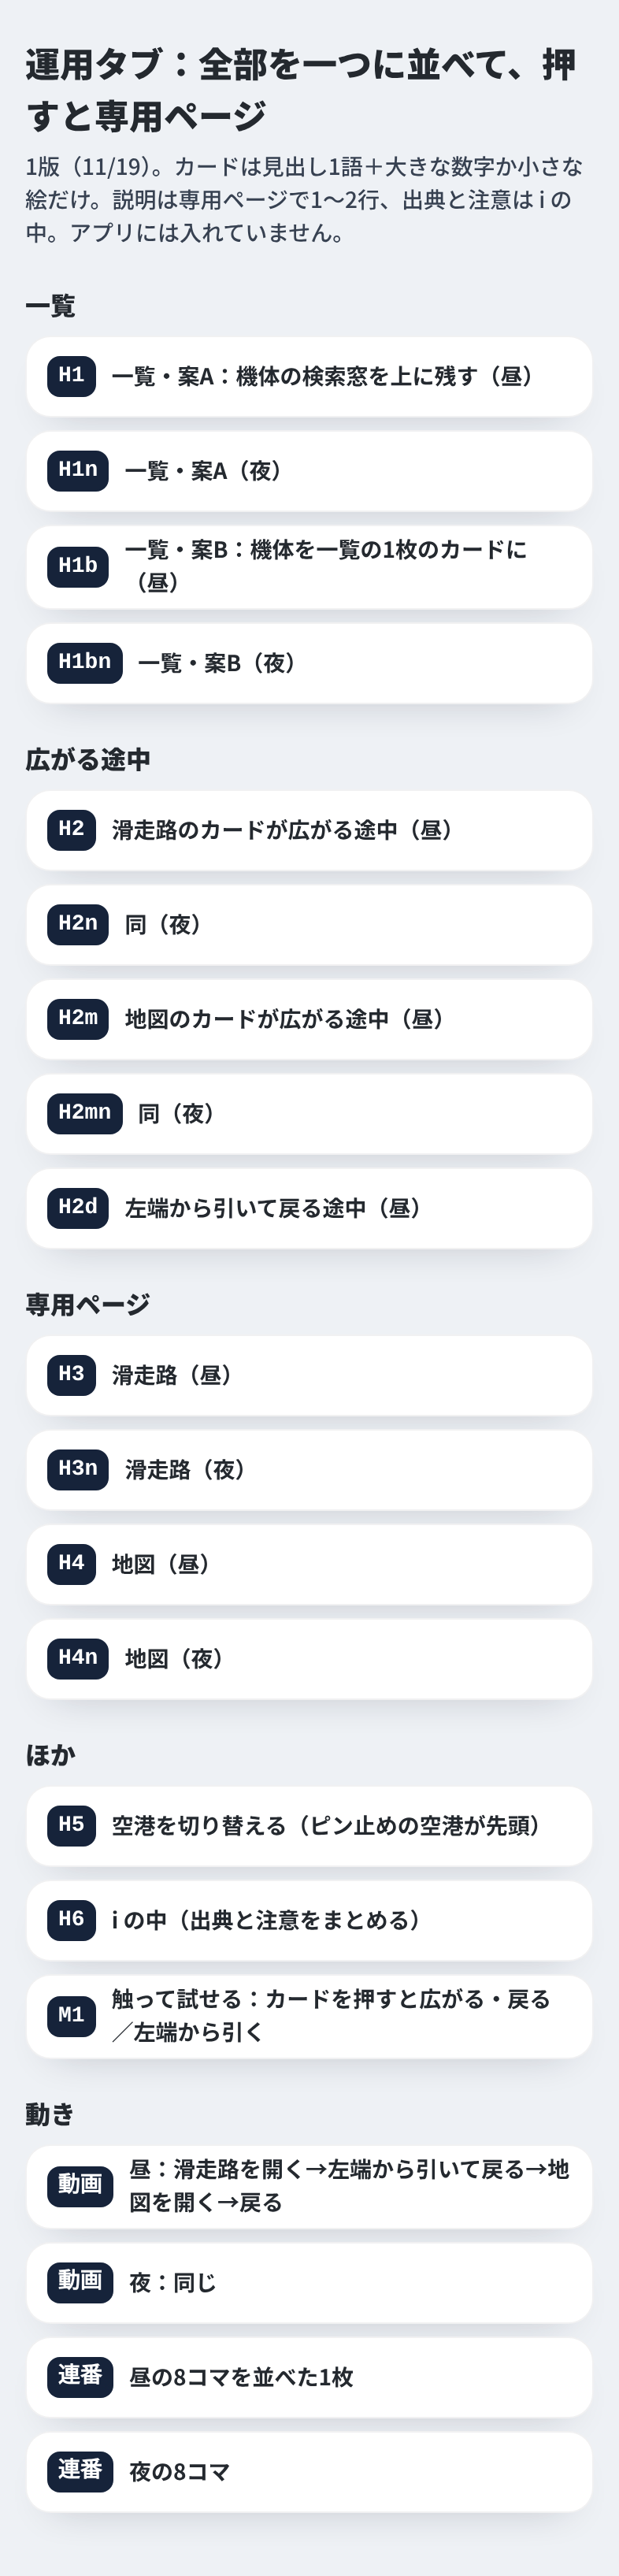 運用タブ：全部を一つに並べて、押
すと専用ページ
1版（11/19）。カードは見出し1語＋大きな数字か小さな
絵だけ。説明は専用ページで1〜2行、出典と注意は i の
中。アプリには入れていません。
一覧
H1 一覧・案A：機体の検索窓を上に残す（昼）
H1n 一覧・案A（夜）
H1b 一覧・案B：機体を一覧の1枚のカードに
（昼）
H1bn 一覧・案B（夜）
広がる途中
H2 滑走路のカードが広がる途中（昼）
H2n 同（夜）
H2m 地図のカードが広がる途中（昼）
H2mn 同（夜）
H2d 左端から引いて戻る途中（昼）
専用ページ
H3 滑走路（昼）
H3n 滑走路（夜）
H4 地図（昼）
H4n 地図（夜）
ほか
H5 空港を切り替える（ピン止めの空港が先頭）
H6 i の中（出典と注意をまとめる）
M1 触って試せる：カードを押すと広がる・戻る
／左端から引く
動き
動画 昼：滑走路を開く→左端から引いて戻る→地
図を開く→戻る
動画 夜：同じ
連番 昼の8コマを並べた1枚
連番 夜の8コマ